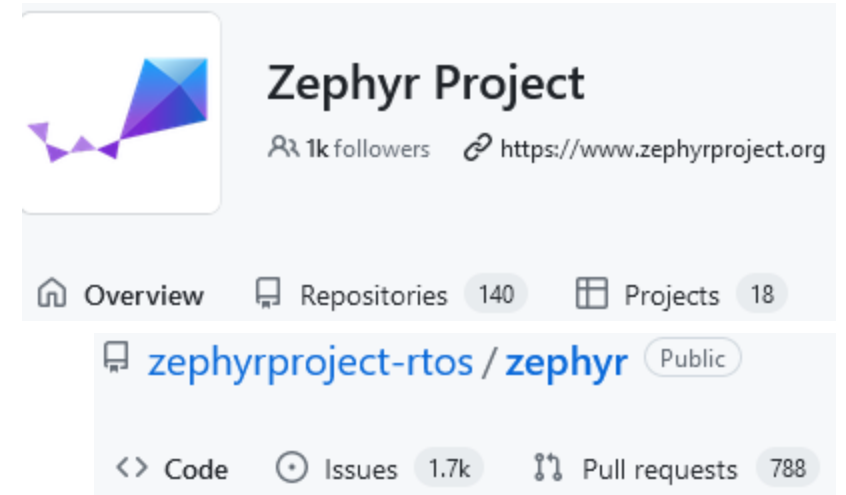 Zephyr Project
1k followers https://www.zephyrproject.org
Overview Repositories 140 Projects 18
zephyrproject-rtos / zephyr Public
Code Issues 1.7k Pull requests 788